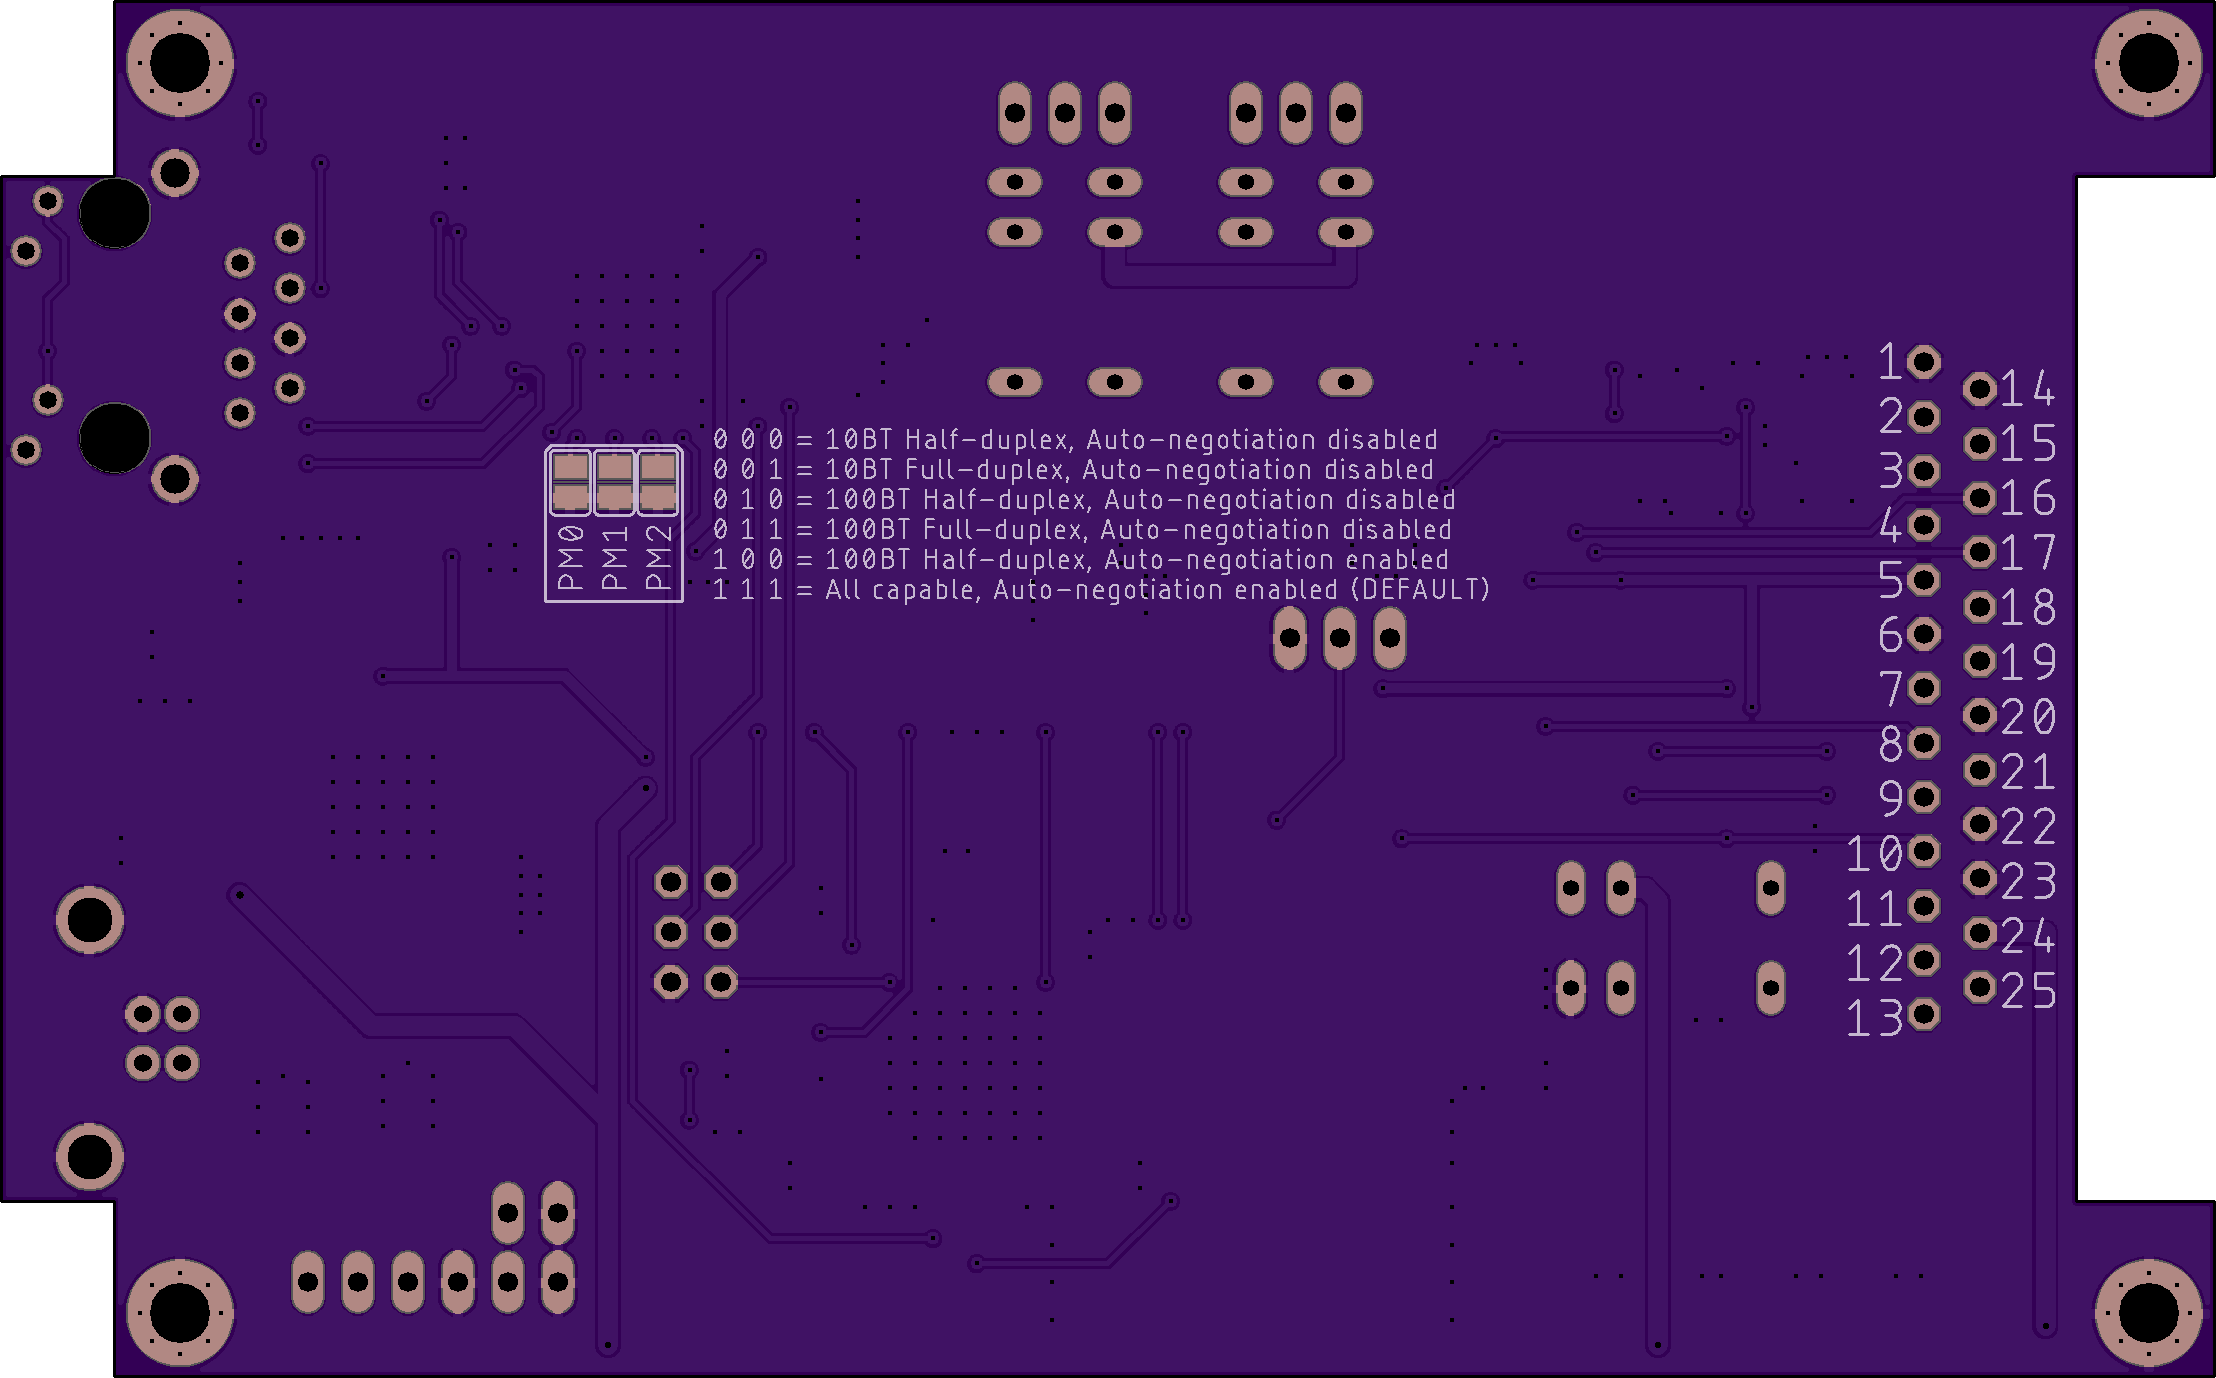 0 0 0 = 10BT Half-duplex, Auto-negotiation disabled
0 0 1 = 10BT Full-duplex, Auto-negotiation disabled
0 1 0 = 100BT Half-duplex, Auto-negotiation disabled
0 1 1 = 100BT Full-duplex, Auto-negotiation disabled
1 0 0 = 100BT Half-duplex, Auto-negotiation enabled
1 1 1 = All capable, Auto-negotiation enabled (DEFAULT)
PM0
PM1
PM2
1
2
3
4
5
6
7
8
9
10
11
12
13
14
15
16
17
18
19
20
21
22
23
24
25